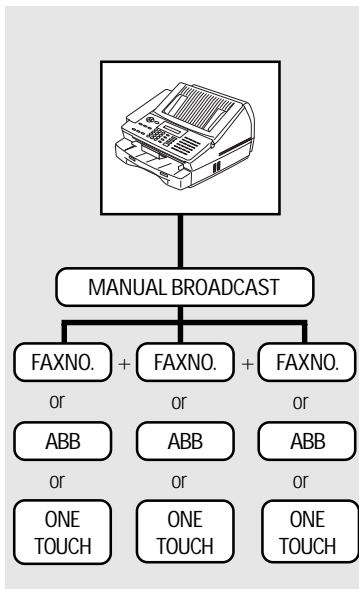 MANUAL BROADCAST
FAXNO. + FAXNO. + FAXNO.
or or or
ABB ABB ABB
or or or
ONE TOUCH ONE TOUCH ONE TOUCH